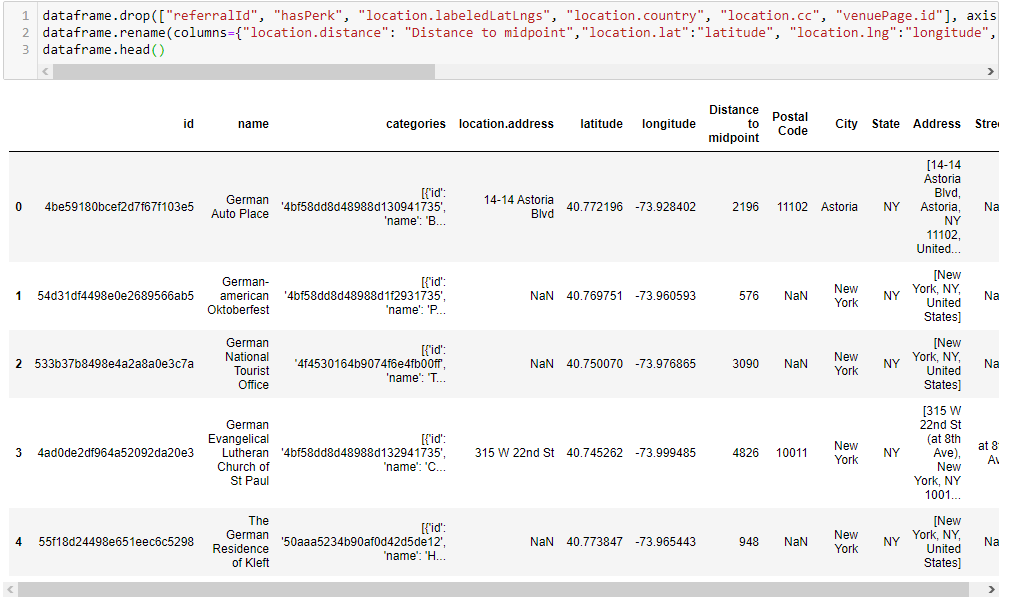 1 dataframe.drop(["referralId", "hasPerk", "location.labeledLatLngs", "location.country", "location.cc", "venuePage.id"], axis
2 dataframe.rename(columns={"location.distance": "Distance to midpoint","location.lat":"latitude", "location.lng":"longitude",
3 dataframe.head()
id name categories location.address latitude longitude Distance to midpoint Postal Code City State Address Stree
0 4be59180bcef2d7f67f103e5 German Auto Place [{'id': '4bf58dd8d48988d130941735', 'name': 'B... 14-14 Astoria Blvd 40.772196 -73.928402 2196 11102 Astoria NY [14-14 Astoria Blvd, Astoria, NY 11102, United... Na
1 54d31df4498e0e2689566ab5 German-american Oktoberfest [{'id': '4bf58dd8d48988d1f2931735', 'name': 'P... NaN 40.769751 -73.960593 576 NaN New York NY [New York, NY, United States] Na
2 533b37b8498e4a2a8a0e3c7a German National Tourist Office [{'id': '4f4530164b9074f6e4fb00ff', 'name': 'T... NaN 40.750070 -73.976865 3090 NaN New York NY [New York, NY, United States] Na
3 4ad0de2df964a52092da20e3 German Evangelical Lutheran Church of St Paul [{'id': '4bf58dd8d48988d132941735', 'name': 'C... 315 W 22nd St 40.745262 -73.999485 4826 10011 New York NY [315 W 22nd St (at 8th Ave), New York, NY 1001... at 8 Av
4 55f18d24498e651eec6c5298 The German Residence of Kleft [{'id': '50aaa5234b90af0d42d5de12', 'name': 'H... NaN 40.773847 -73.965443 948 NaN New York NY [New York, NY, United States] Na